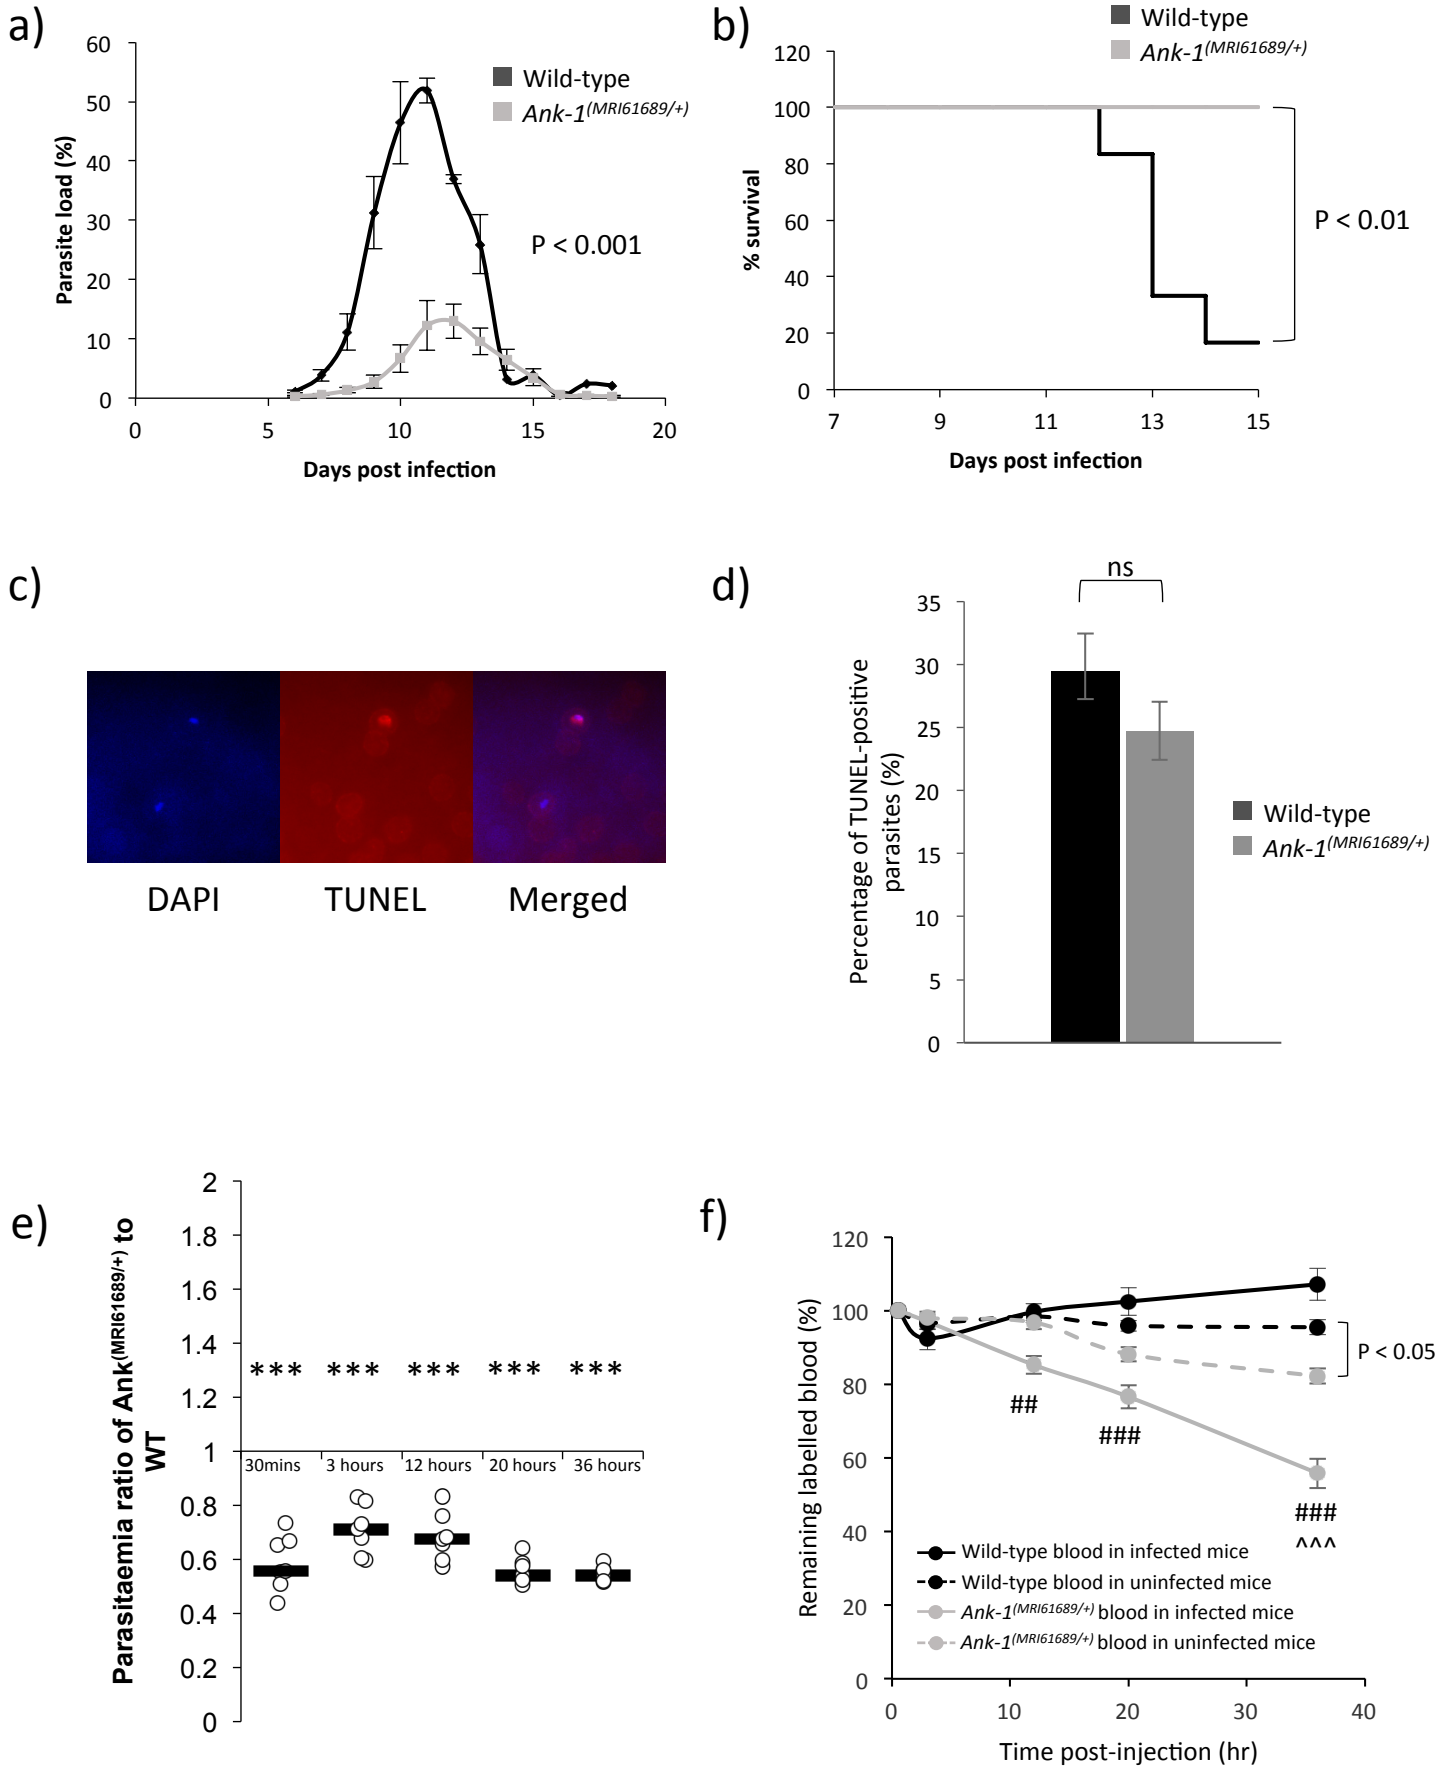 a)
60
50
40
30
20
10
0
Parasite load (%)
Wild-type
Ank-1(MRI61689/+)
P < 0.001
0 5 10 15 20
Days post infection
b)
Wild-type
Ank-1(MRI61689/+)
120
100
80
60
40
20
0
% survival
P < 0.01
7 9 11 13 15
Days post infection
c)
DAPI TUNEL Merged
d)
ns
35
30
25
20
15
10
5
0
Percentage of TUNEL-positive
parasites (%)
Wild-type
Ank-1(MRI61689/+)
e)
2
1.8
1.6
1.4
1.2
1
0.8
0.6
0.4
0.2
0
Parasitaemia ratio of Ank(MRI61689/+) to
WT
*** *** *** *** ***
30mins 3 hours 12 hours 20 hours 36 hours
f)
120
100
80
60
40
20
0
Remaining labelled blood (%)
P < 0.05
##
###
###
^^^
Wild-type blood in infected mice
Wild-type blood in uninfected mice
Ank-1(MRI61689/+) blood in infected mice
Ank-1(MRI61689/+) blood in uninfected mice
0 10 20 30 40
Time post-injection (hr)